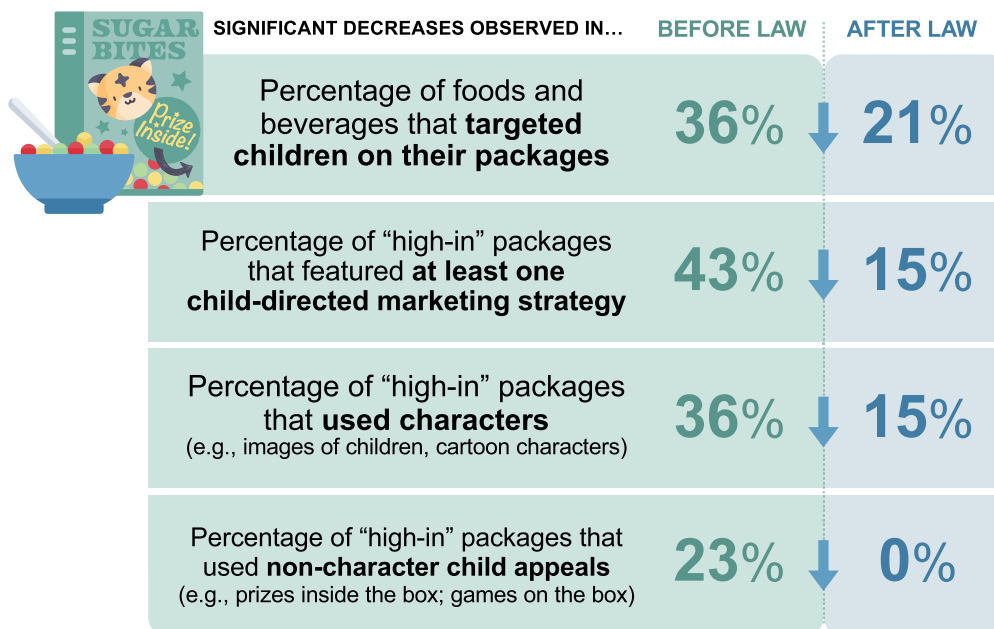 SUGAR
BITES
Prize
Inside!
SIGNIFICANT DECREASES OBSERVED IN…
BEFORE LAW
AFTER LAW
Percentage of foods and
beverages that targeted
children on their packages
36%
21%
Percentage of “high-in” packages
that featured at least one
child-directed marketing strategy
43%
15%
Percentage of “high-in” packages
that used characters
(e.g., images of children, cartoon characters)
36%
15%
Percentage of “high-in” packages that
used non-character child appeals
(e.g., prizes inside the box; games on the box)
23%
0%